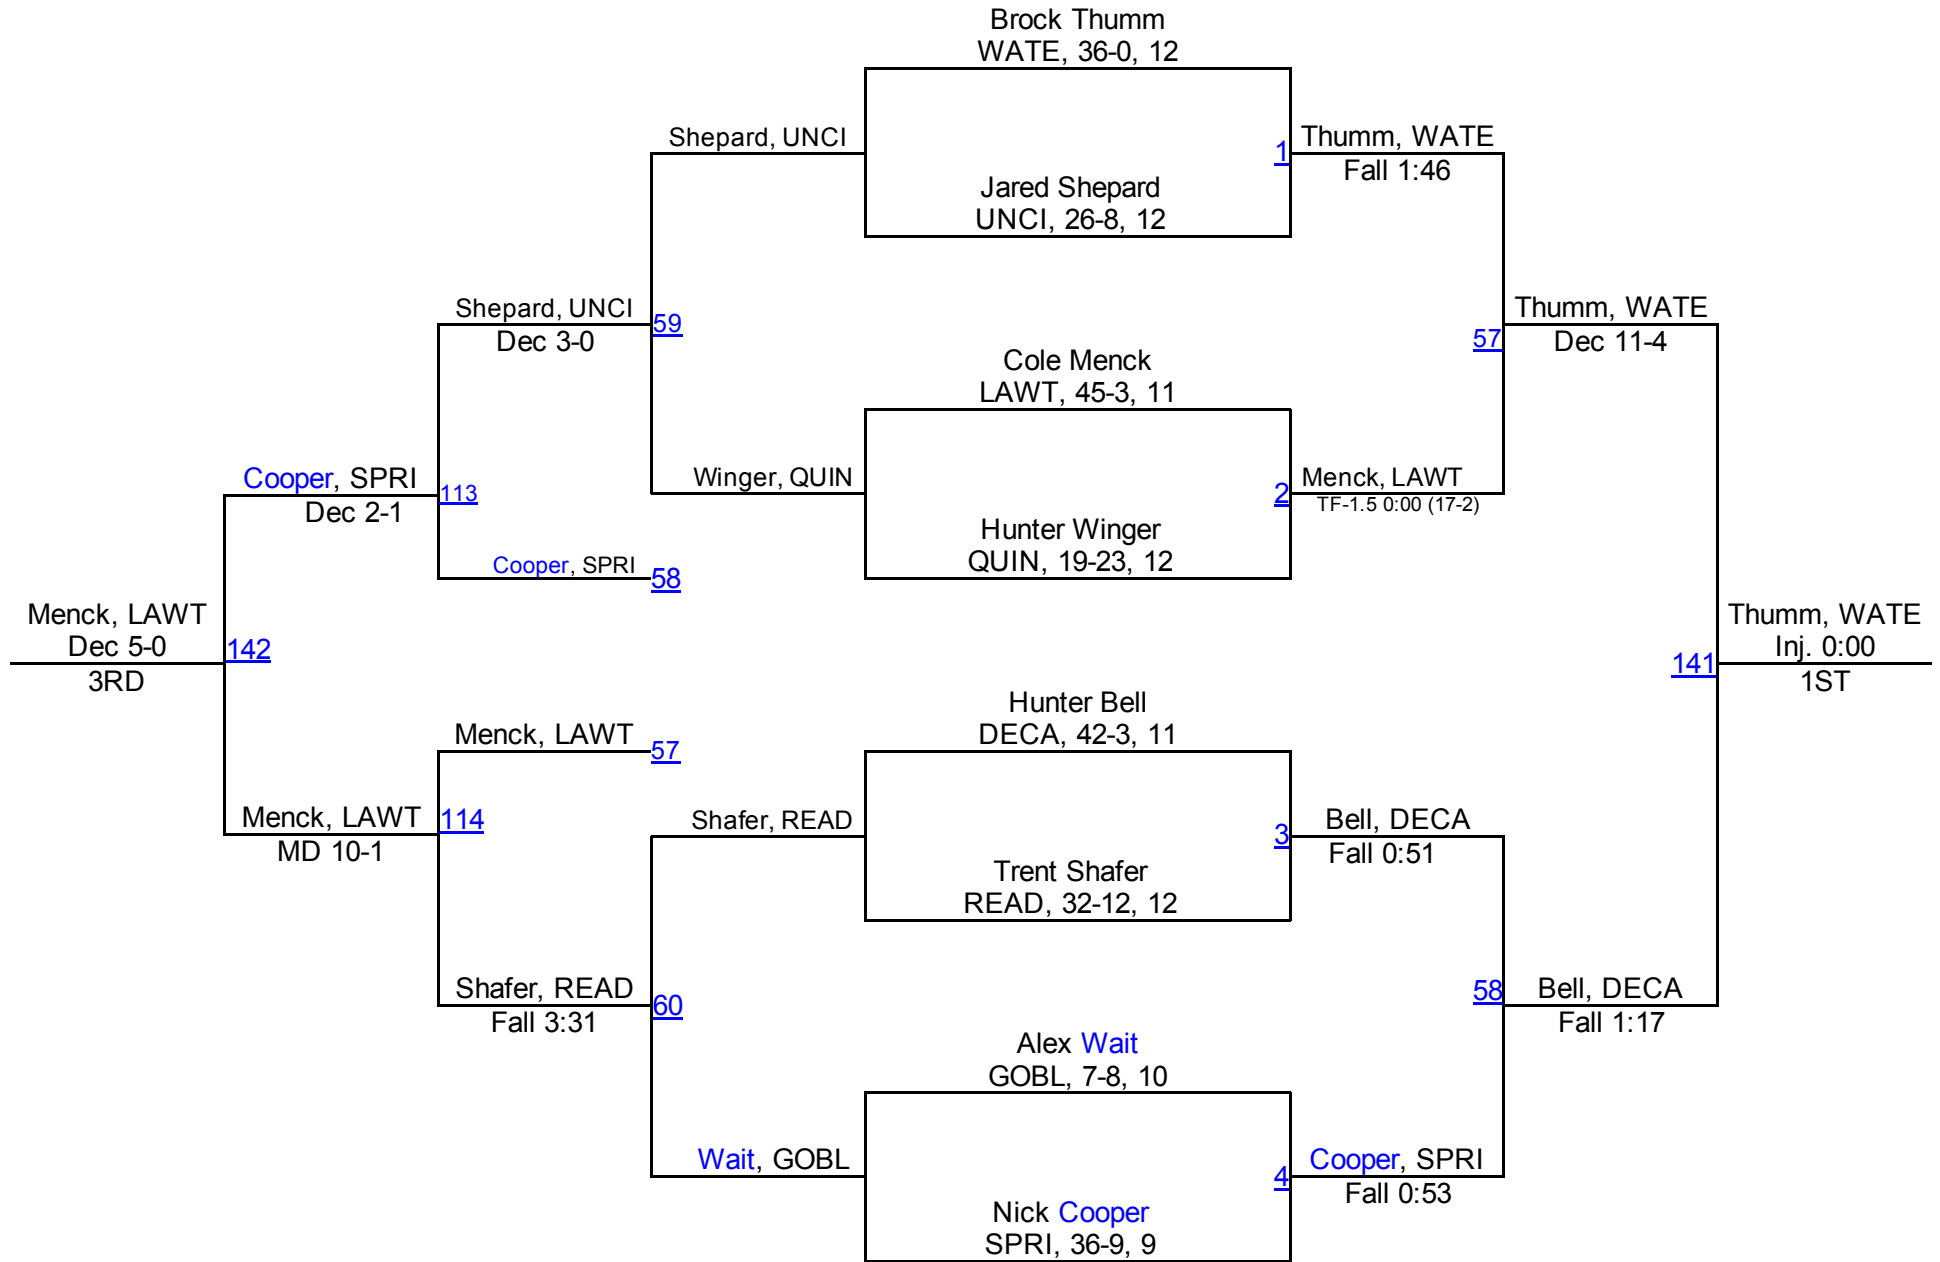 Brock Thumm
WATE, 36-0, 12
Shepard, UNCI
1
Thumm, WATE
Fall 1:46
Jared Shepard
UNCI, 26-8, 12
Shepard, UNCI
Dec 3-0
59
57
Thumm, WATE
Dec 11-4
Cole Menck
LAWT, 45-3, 11
Cooper, SPRI
Dec 2-1
113
Winger, QUIN
2
Menck, LAWT
TF-1.5 0:00 (17-2)
Hunter Winger
QUIN, 19-23, 12
Cooper, SPRI
58
Menck, LAWT
Dec 5-0
3RD
142
141
Thumm, WATE
Inj. 0:00
1ST
Hunter Bell
DECA, 42-3, 11
Menck, LAWT
57
Menck, LAWT
MD 10-1
114
Shafer, READ
3
Bell, DECA
Fall 0:51
Trent Shafer
READ, 32-12, 12
Shafer, READ
Fall 3:31
60
58
Bell, DECA
Fall 1:17
Alex Wait
GOBL, 7-8, 10
Wait, GOBL
4
Cooper, SPRI
Fall 0:53
Nick Cooper
SPRI, 36-9, 9